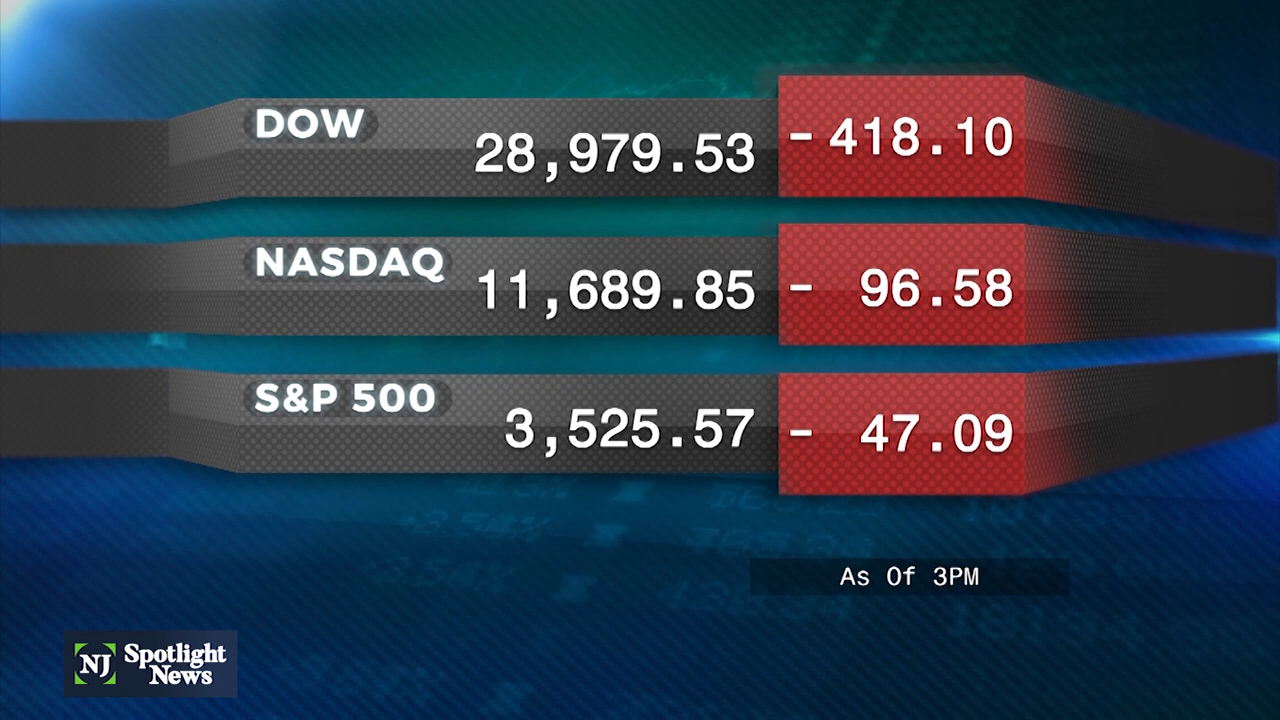 DOW 28,979.53 - 418.10
NASDAQ 11,689.85 - 96.58
S&P 500 3,525.57 - 47.09
As Of 3PM
NJ Spotlight
News